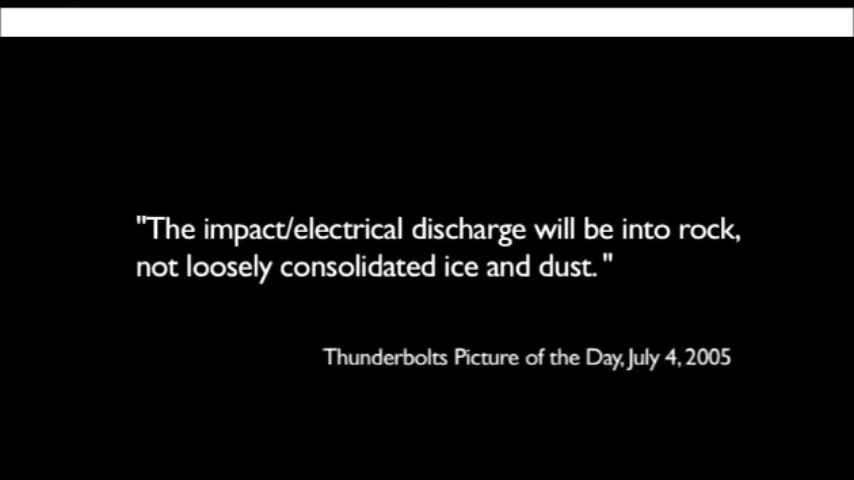 "The impact/electrical discharge will be into rock,
not loosely consolidated ice and dust. "
Thunderbolts Picture of the Day, July 4, 2005